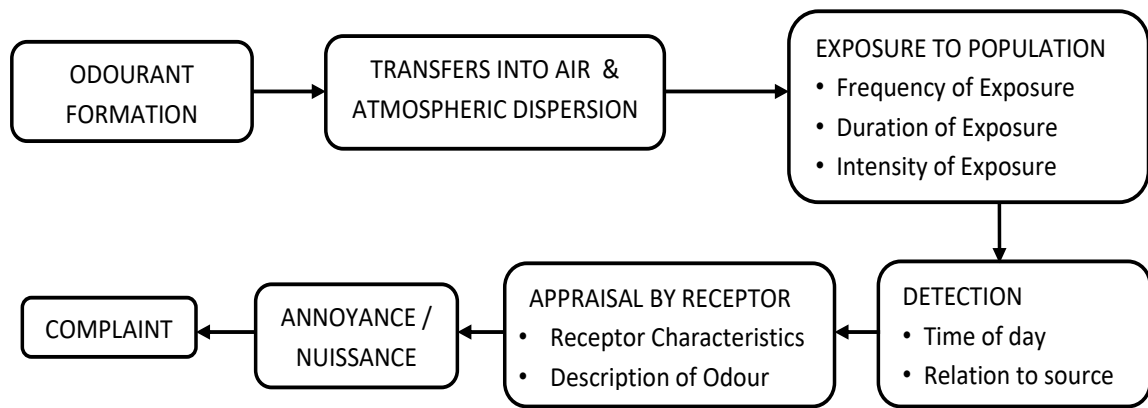 ODOURANT
FORMATION
TRANSFERS INTO AIR &
ATMOSPHERIC DISPERSION
EXPOSURE TO POPULATION
• Frequency of Exposure
• Duration of Exposure
• Intensity of Exposure
DETECTION
• Time of day
• Relation to source
APPRAISAL BY RECEPTOR
• Receptor Characteristics
• Description of Odour
ANNOYANCE /
NUISSANCE
COMPLAINT